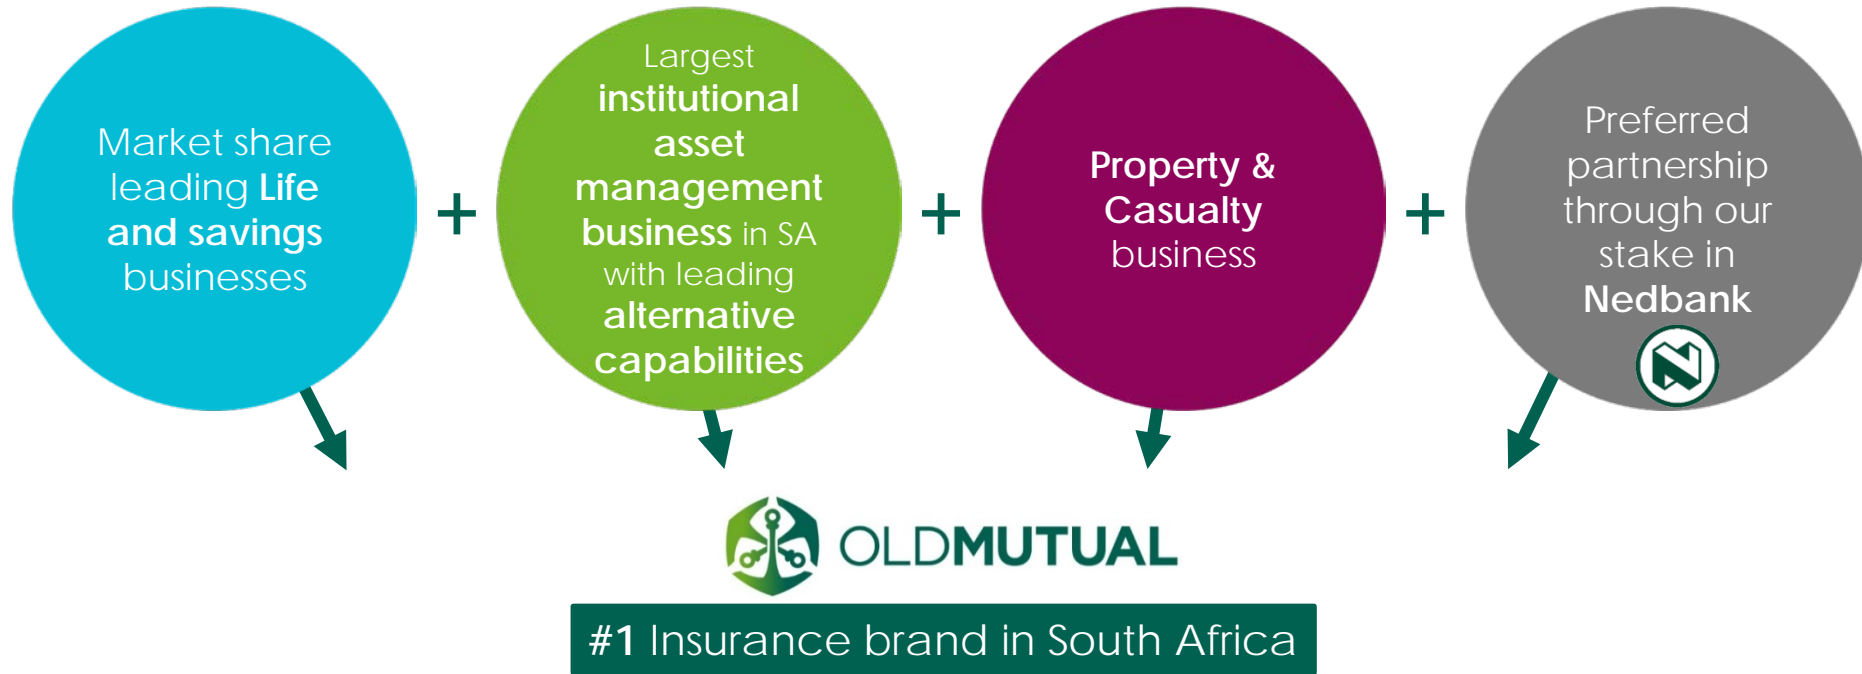 Market share
leading Life
and savings
businesses
+
Largest
institutional
asset
management
business in SA
with leading
alternative
capabilities
+
Property &
Casualty
business
+
Preferred
partnership
through our
stake in
Nedbank
N
OLDMUTUAL
#1 Insurance brand in South Africa